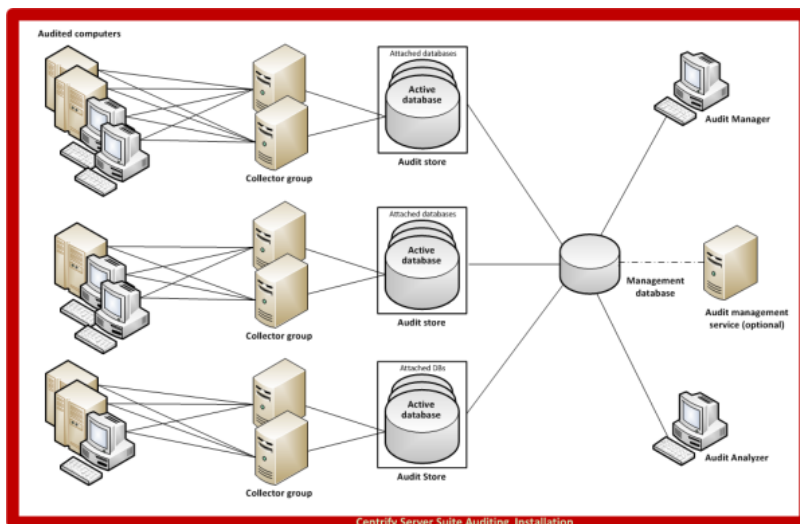 Audited computers
Attached databases
Active
database
Audit store
Collector group
Attached databases
Active
database
Audit store
Collector group
Attached DBs
Active
database
Audit Store
Collector group
Management
database
Audit Manager
Audit management
service (optional)
Audit Analyzer
Centrify Server Suite Auditing Installation